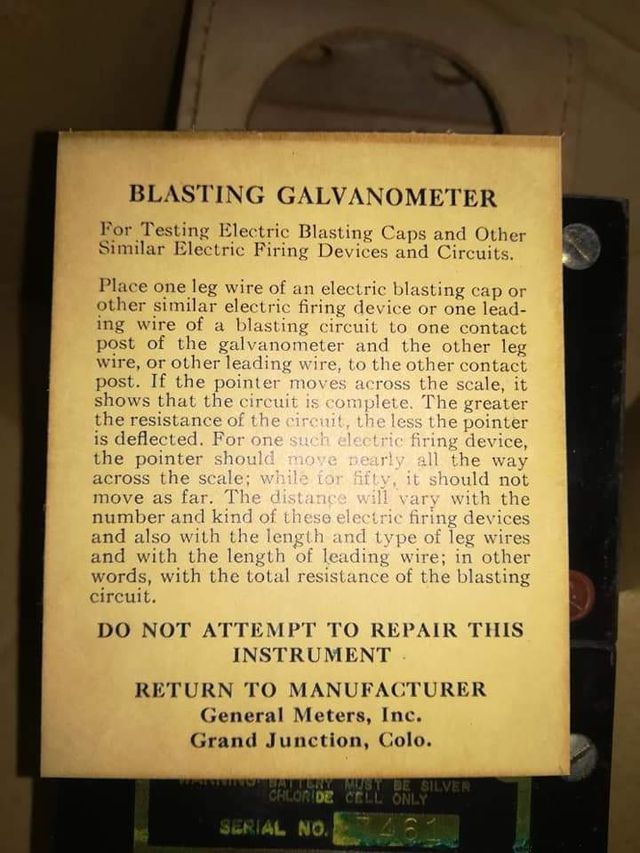 BLASTING GALVANOMETER
For Testing Electric Blasting Caps and Other
Similar Electric Firing Devices and Circuits.
Place one leg wire of an electric blasting cap or
other similar electric firing device or one lead-
ing wire of a blasting circuit to one contact
post of the galvanometer and the other leg
wire, or other leading wire, to the other contact
post. If the pointer moves across the scale, it
shows that the circuit is complete. The greater
the resistance of the circuit, the less the pointer
is deflected. For one such electric firing device,
the pointer should move nearly all the way
across the scale; while for fifty, it should not
move as far. The distance will vary with the
number and kind of these electric firing devices
and also with the length and type of leg wires
and with the length of leading wire; in other
words, with the total resistance of the blasting
circuit.
DO NOT ATTEMPT TO REPAIR THIS
INSTRUMENT
RETURN TO MANUFACTURER
General Meters, Inc.
Grand Junction, Colo.
WARNING: BATTERY MUST BE SILVER
CHLORIDE CELL ONLY
SERIAL NO. 7461